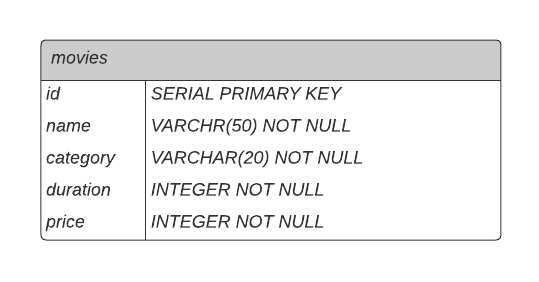 movies
id SERIAL PRIMARY KEY
name VARCHR(50) NOT NULL
category VARCHAR(20) NOT NULL
duration INTEGER NOT NULL
price INTEGER NOT NULL